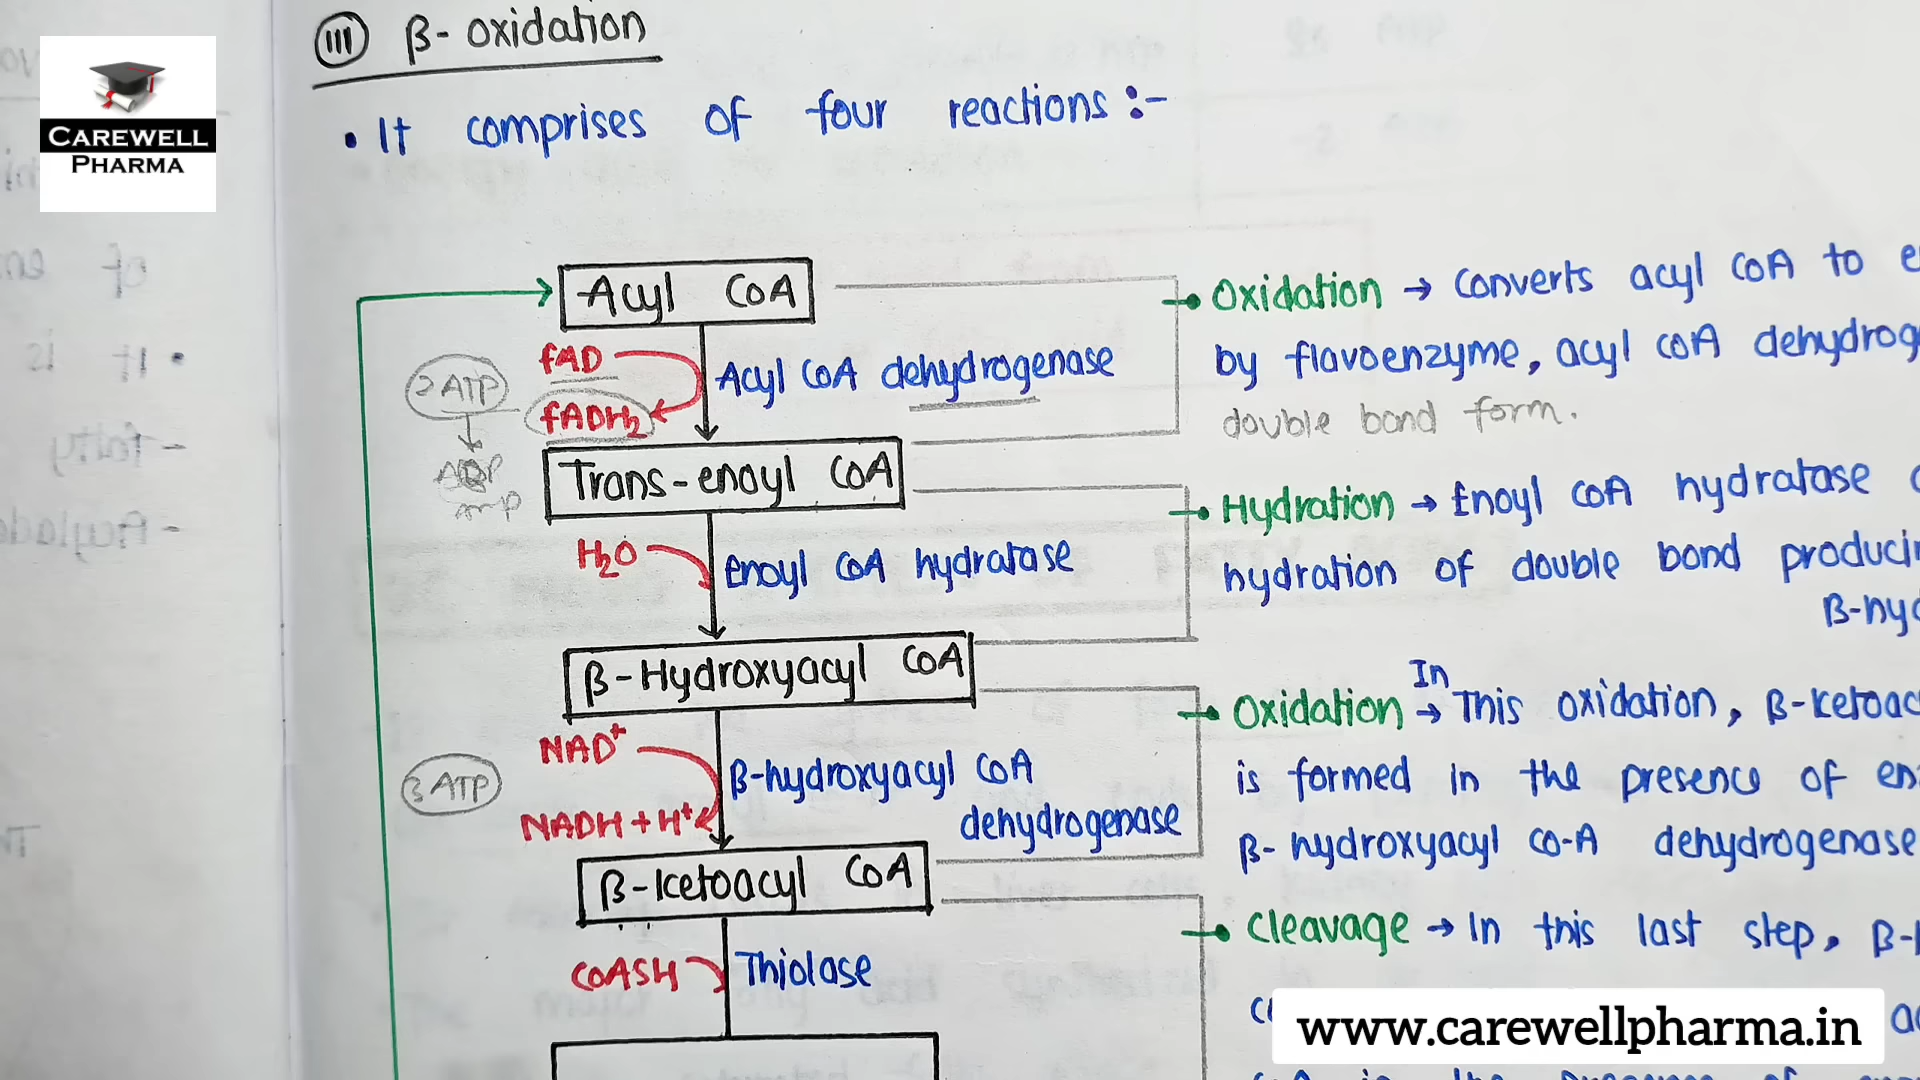 III β- oxidation
CAREWELL
PHARMA
• It comprises of four reactions :-
Acyl CoA
Oxidation → converts acyl CoA to
FAD
2 ATP
FADH2
Acyl CoA dehydrogenase
by flavoenzyme, acyl CoA dehydrog
double bond form.
Trans-enoyl CoA
Hydration → Enoyl CoA hydratase
H2O
Enoyl CoA hydratase
hydration of double bond produci
β-hyd
β-Hydroxyacyl CoA
In
Oxidation → This oxidation, β-ketoac
NAD+
3 ATP
NADH + H+
β-hydroxyacyl CoA
dehydrogenase
is formed in the presence of en
β- hydroxyacyl co-A dehydrogenase
β-ketoacyl CoA
cleavage → In this last step, β-
CoASH
Thiolase
www.carewellpharma.in